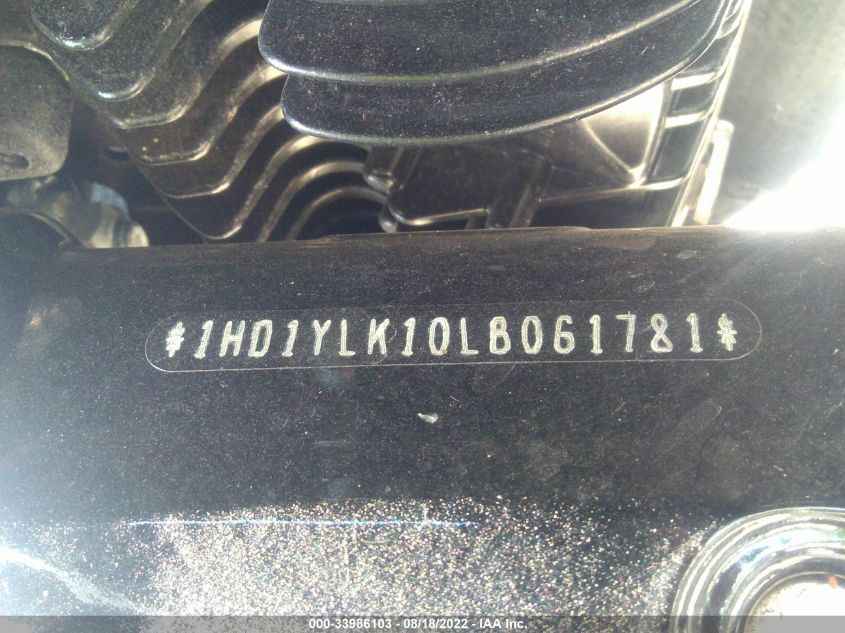 *1HD1YLK10LB061781*
000-33986103 - 08/18/2022 - IAA Inc.